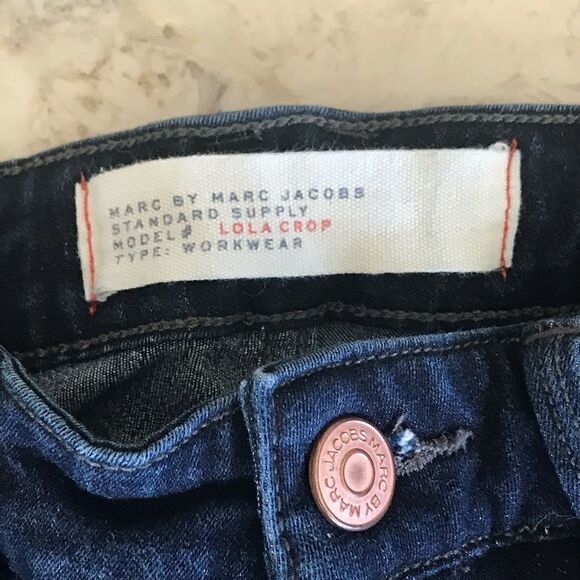 MARC BY MARC JACOBS
STANDARD SUPPLY
MODEL# LOLA CROP
TYPE: WORKWEAR
MARC BY MARC JACOBS